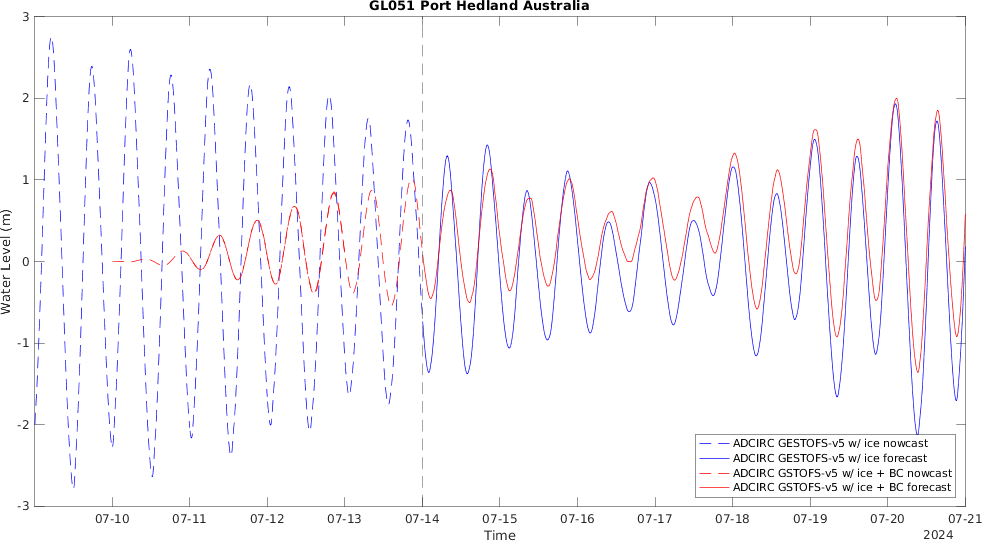 GL051 Port Hedland Australia
3
2
1
0
-1
-2
-3
Water Level (m)
ADCIRC GESTOFS-v5 w/ ice nowcast
ADCIRC GESTOFS-v5 w/ ice forecast
ADCIRC GSTOFS-v5 w/ ice + BC nowcast
ADCIRC GSTOFS-v5 w/ ice + BC forecast
07-10 07-11 07-12 07-13 07-14 07-15 07-16 07-17 07-18 07-19 07-20 07-21
Time 2024